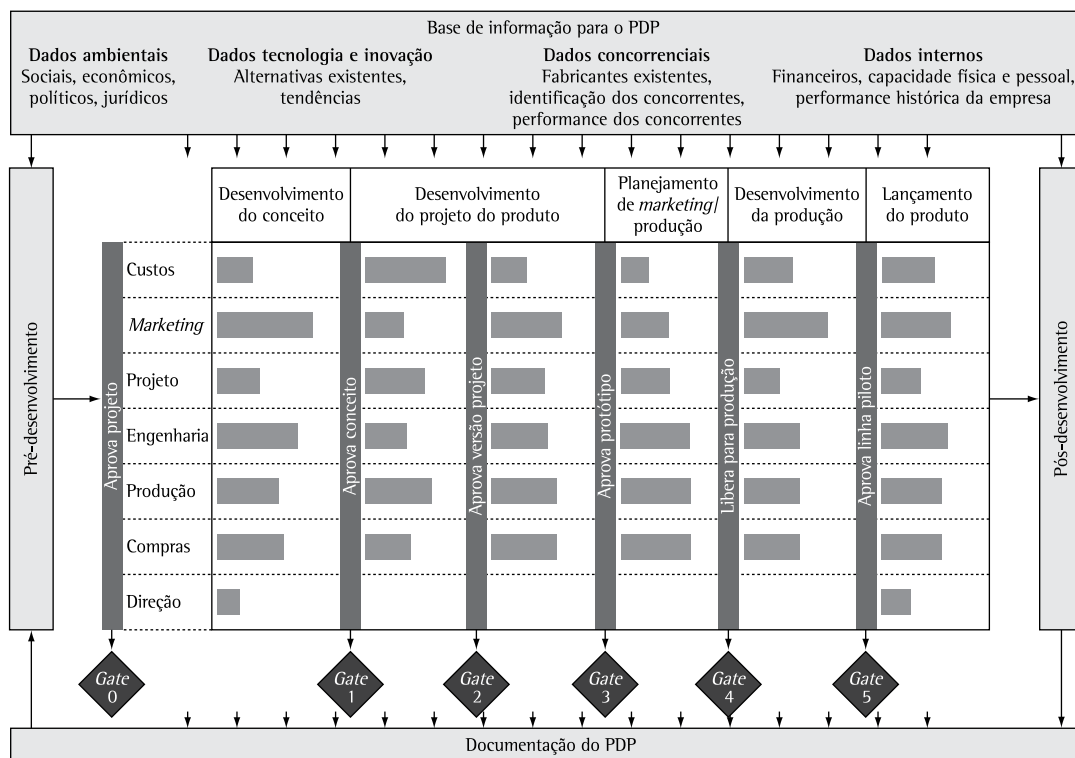 Base de informação para o PDP
Dados ambientais
Sociais, econômicos,
políticos, jurídicos
Dados tecnologia e inovação
Alternativas existentes,
tendências
Dados concorrenciais
Fabricantes existentes,
identificação dos concorrentes,
performance dos concorrentes
Dados internos
Financeiros, capacidade física e pessoal,
performance histórica da empresa
Pré-desenvolvimento
Desenvolvimento
do conceito
Desenvolvimento
do projeto do produto
Planejamento
de marketing/
produção
Desenvolvimento
da produção
Lançamento
do produto
Custos
Marketing
Projeto
Engenharia
Produção
Compras
Direção
Aprova projeto
Aprova conceito
Aprova versão projeto
Aprova protótipo
Libera para produção
Aprova linha piloto
Pós-desenvolvimento
Gate
0
Gate
1
Gate
2
Gate
3
Gate
4
Gate
5
Documentação do PDP